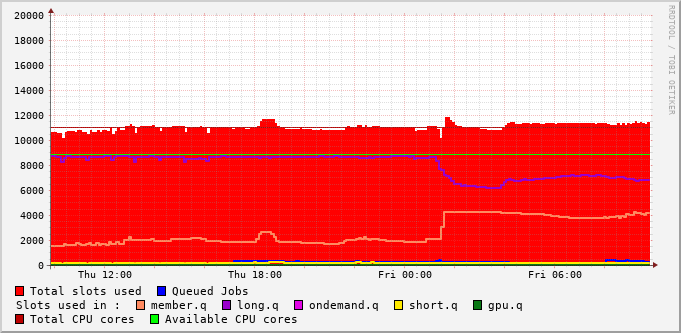 20000
18000
16000
14000
12000
10000
8000
6000
4000
2000
0
Thu 12:00 Thu 18:00 Fri 00:00 Fri 06:00
Total slots used Queued Jobs
Slots used in : member.q long.q ondemand.q short.q gpu.q
Total CPU cores Available CPU cores
RRDTOOL / TOBI OETIKER